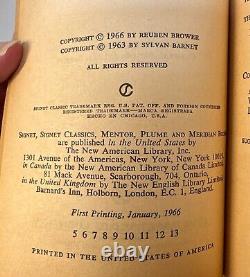 COPYRIGHT © 1966 BY REUBEN BROWER
COPYRIGHT © 1963 BY SYLVAN BARNET
ALL RIGHTS RESERVED
SIGNET CLASSIC TRADEMARK REG. U.S. PAT. OFF. AND FOREIGN COUNTRIES
REGISTERED TRADEMARK—MARCA REGISTRADA
HECHO EN CHICAGO, U.S.A.
SIGNET, SIGNET CLASSICS, MENTOR, PLUME AND MERIDIAN BOOKS
are published in the United States by
The New American Library, Inc.,
1301 Avenue of the Americas, New York, New York 10019,
in Canada by The New American Library of Canada Limited,
81 Mack Avenue, Scarborough, 704, Ontario,
in the United Kingdom by The New English Library Limited,
Barnard's Inn, Holborn, London, E.C. 1, England.
First Printing, January, 1966
5 6 7 8 9 10 11 12 13
PRINTED IN THE UNITED STATES OF AMERICA